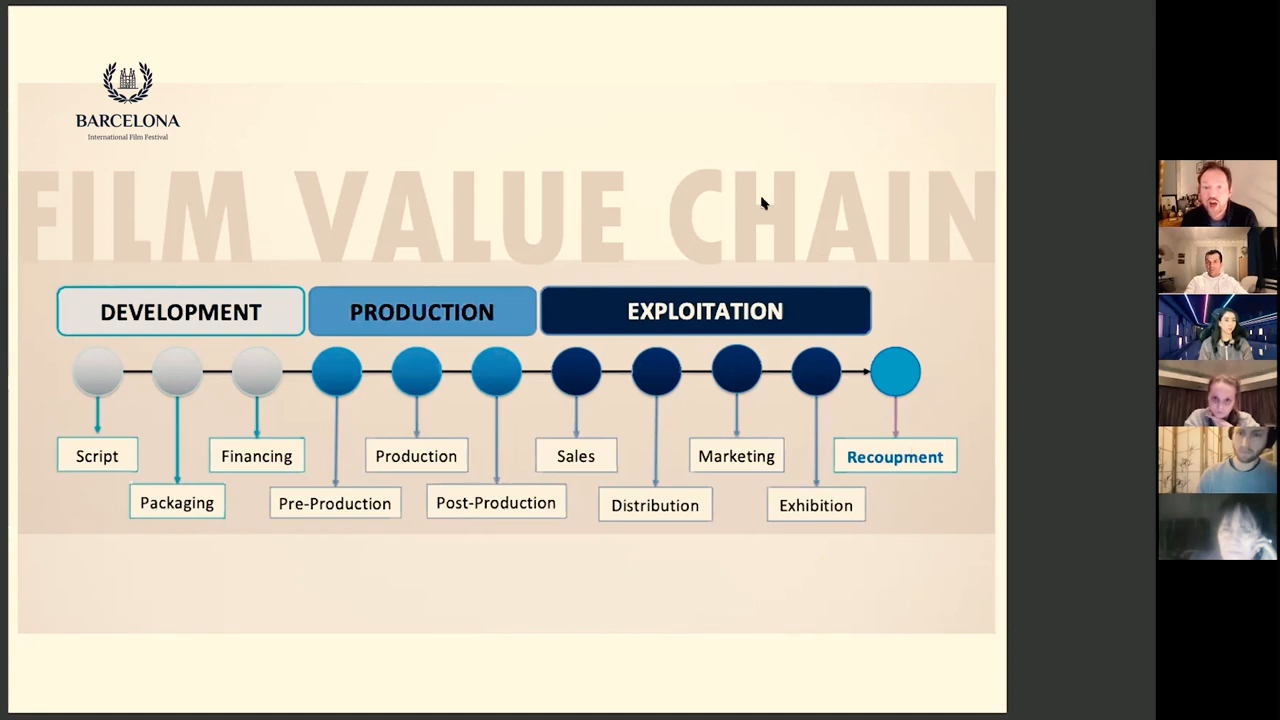 BARCELONA
International Film Festival
FILM VALUE CHAIN
DEVELOPMENT
PRODUCTION
EXPLOITATION
Script
Financing
Production
Sales
Marketing
Recoupment
Packaging
Pre-Production
Post-Production
Distribution
Exhibition